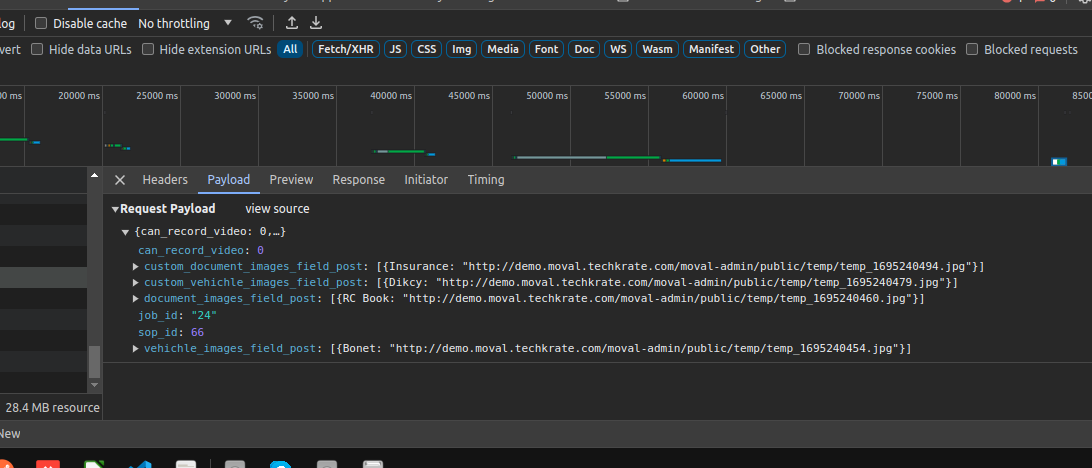 log Disable cache No throttling
vert Hide data URLs Hide extension URLs All Fetch/XHR JS CSS Img Media Font Doc WS Wasm Manifest Other Blocked response cookies Blocked requests
00 ms 20000 ms 25000 ms 30000 ms 35000 ms 40000 ms 45000 ms 50000 ms 55000 ms 60000 ms 65000 ms 70000 ms 75000 ms 80000 ms 8500
Headers Payload Preview Response Initiator Timing
Request Payload view source
{can_record_video: 0,…}
can_record_video: 0
custom_document_images_field_post: [{Insurance: "http://demo.moval.techkrate.com/moval-admin/public/temp/temp_1695240494.jpg"}]
custom_vehichle_images_field_post: [{Dikcy: "http://demo.moval.techkrate.com/moval-admin/public/temp/temp_1695240479.jpg"}]
document_images_field_post: [{RC Book: "http://demo.moval.techkrate.com/moval-admin/public/temp/temp_1695240460.jpg"}]
job_id: "24"
sop_id: 66
vehichle_images_field_post: [{Bonet: "http://demo.moval.techkrate.com/moval-admin/public/temp/temp_1695240454.jpg"}]
28.4 MB resource
New